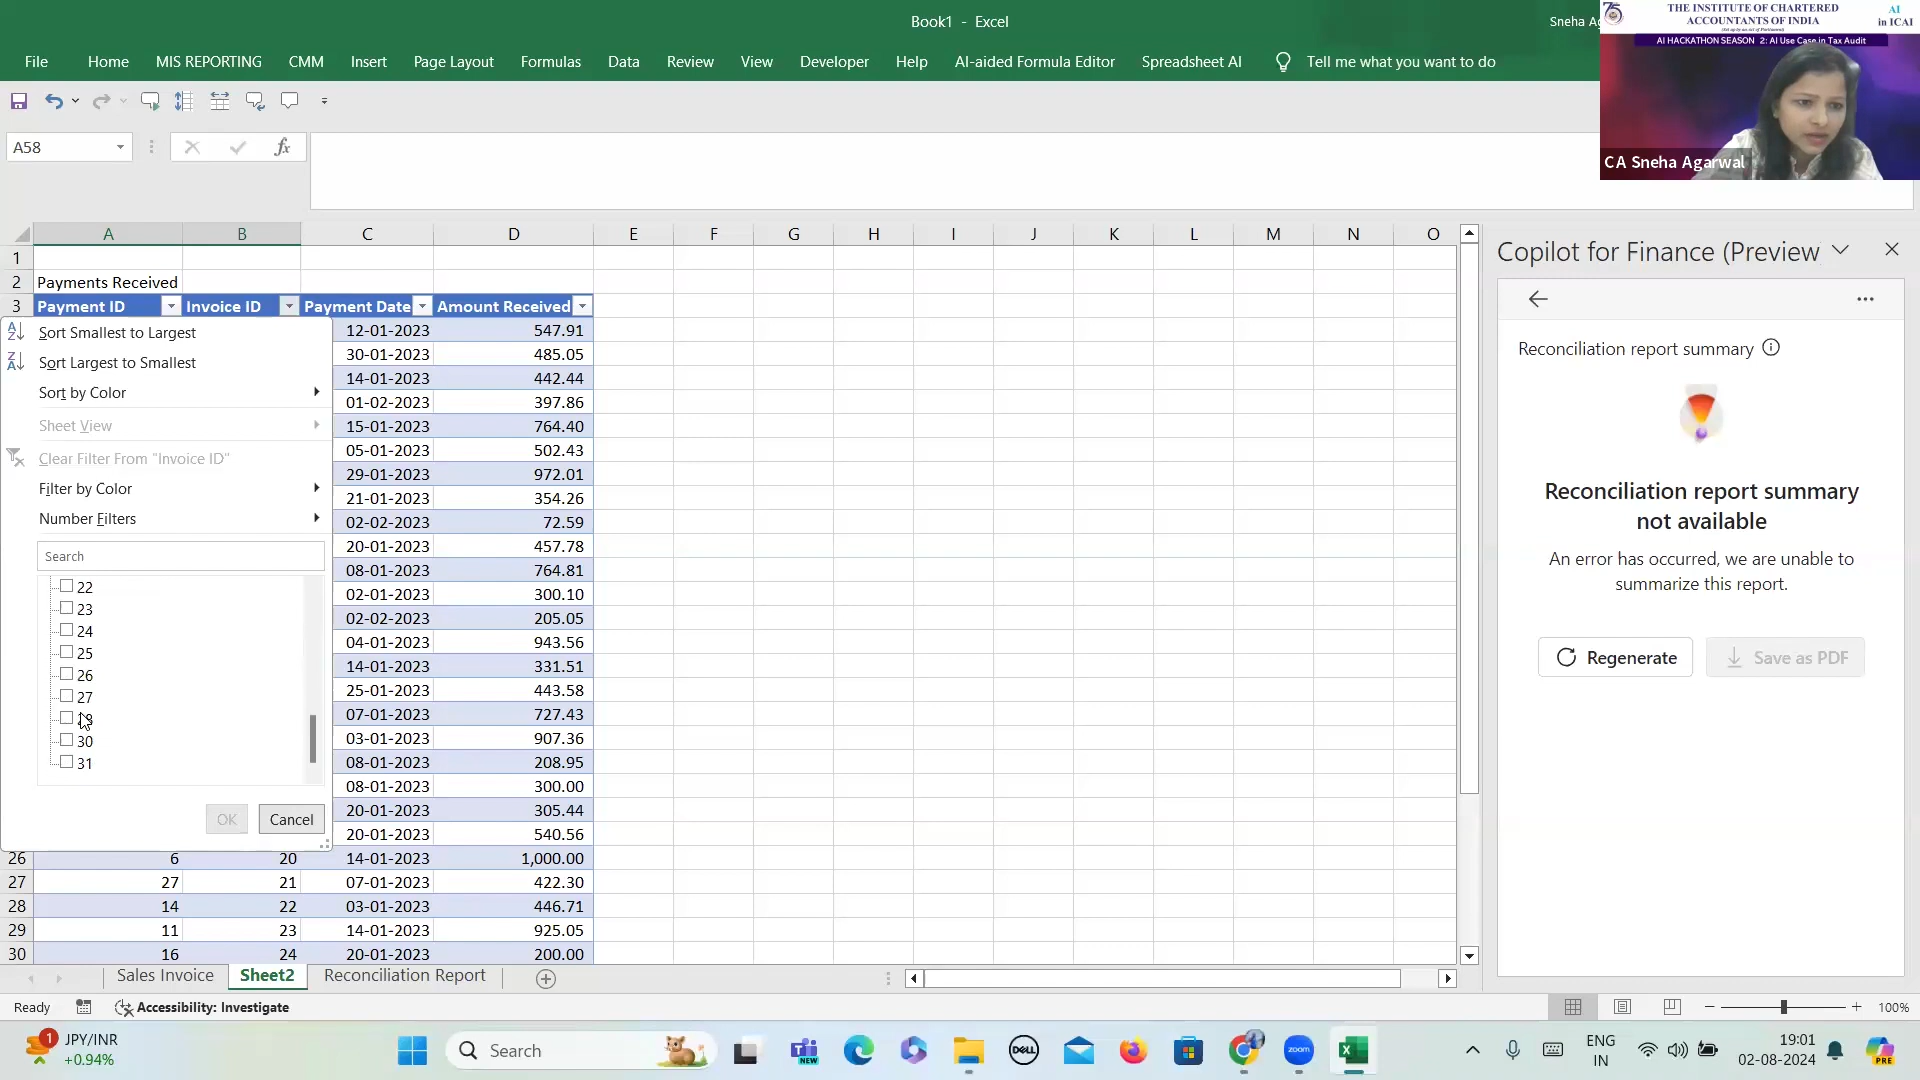 Book1 - Excel
Sneha Ag
75
THE INSTITUTE OF CHARTERED
ACCOUNTANTS OF INDIA
(Set up by an act of Parliament)
AI
in ICAI
AI HACKATHON SEASON 2: AI Use Case in Tax Audit
CA Sneha Agarwal
File Home MIS REPORTING CMM Insert Page Layout Formulas Data Review View Developer Help AI-aided Formula Editor Spreadsheet AI Tell me what you want to do
A58 fx
A B C D E F G H I J K L M N O
1
2 Payments Received
3 Payment ID Invoice ID Payment Date Amount Received
Sort Smallest to Largest
Sort Largest to Smallest
Sort by Color
Sheet View
Clear Filter From "Invoice ID"
Filter by Color
Number Filters
Search
22
23
24
25
26
27
30
31
OK Cancel
12-01-2023 547.91
30-01-2023 485.05
14-01-2023 442.44
01-02-2023 397.86
15-01-2023 764.40
05-01-2023 502.43
29-01-2023 972.01
21-01-2023 354.26
02-02-2023 72.59
20-01-2023 457.78
08-01-2023 764.81
02-01-2023 300.10
02-02-2023 205.05
04-01-2023 943.56
14-01-2023 331.51
25-01-2023 443.58
07-01-2023 727.43
03-01-2023 907.36
08-01-2023 208.95
08-01-2023 300.00
20-01-2023 305.44
20-01-2023 540.56
26 6 20 14-01-2023 1,000.00
27 27 21 07-01-2023 422.30
28 14 22 03-01-2023 446.71
29 11 23 14-01-2023 925.05
30 16 24 20-01-2023 200.00
Copilot for Finance (Preview
Reconciliation report summary
Reconciliation report summary
not available
An error has occurred, we are unable to
summarize this report.
Regenerate Save as PDF
Sales Invoice Sheet2 Reconciliation Report
Ready Accessibility: Investigate 100%
1 JPY/INR
+0.94%
Search
NEW
DELL
zoom
ENG
IN
19:01
02-08-2024
PRE